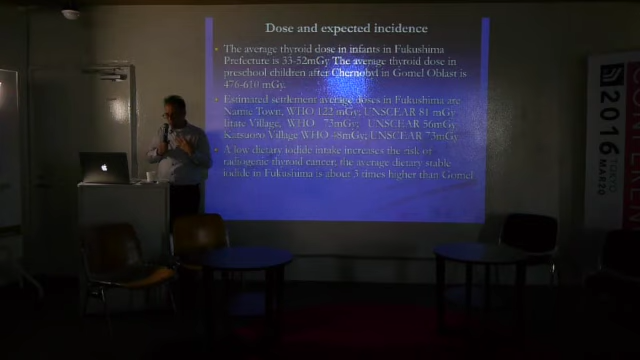 Dose and expected incidence
• The average thyroid dose in infants in Fukushima
Prefecture is 33-52mGy The average thyroid dose in
preschool children after Chernobyl in Gomel Oblast is
476-610 mGy.
• Estimated settlement average doses in Fukushima are
Namie Town, WHO 122 mGy; UNSCEAR 81 mGy
Iitate Village, WHO 73mGy; UNSCEAR 56mGy
Village WHO 48mGy; UNSCEAR 73mGy
• A low dietary iodide intake increases the risk of
radiogenic thyroid cancer, the average dietary stable
iodide in Fukushima is about 3 times higher than Gomel
2016 TOKYO
MAR20